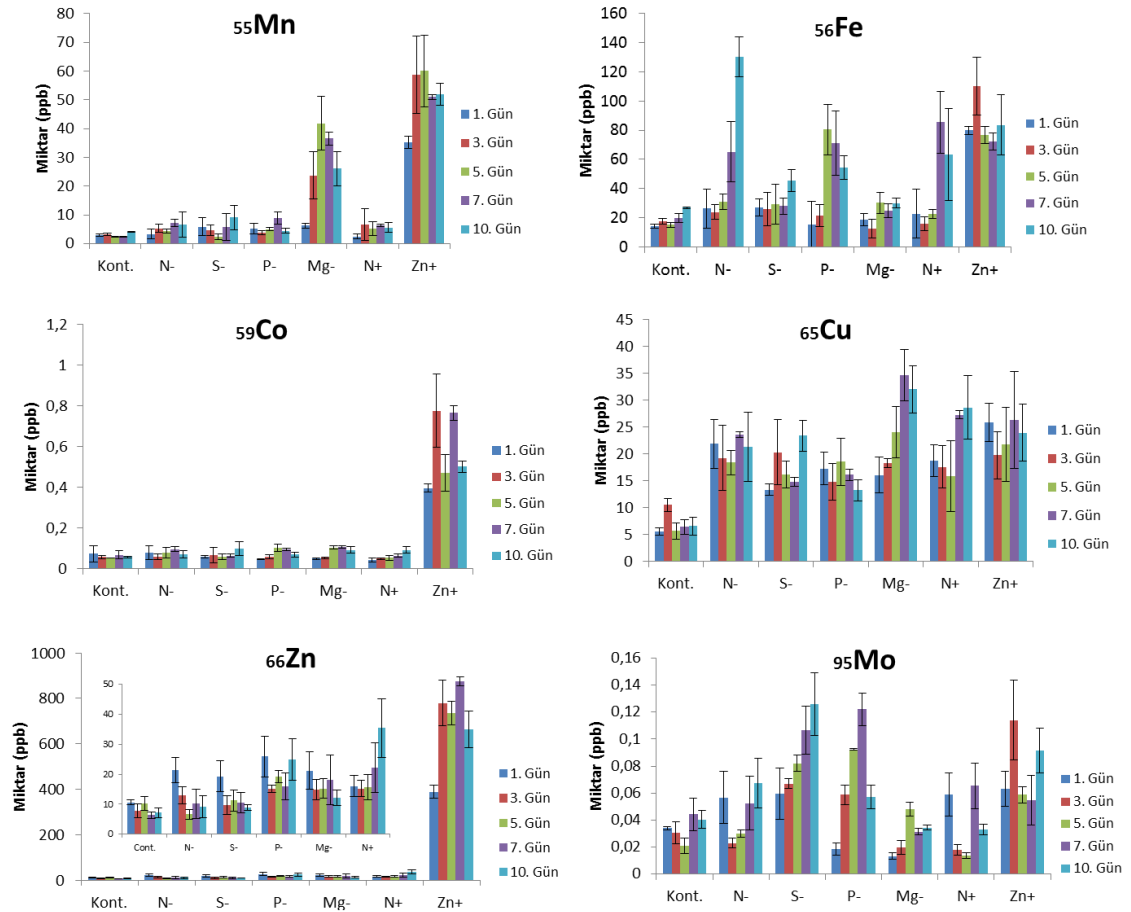 55Mn
Miktar (ppb)
80
70
60
50
40
30
20
10
0
Kont. N- S- P- Mg- N+ Zn+
1. Gün
3. Gün
5. Gün
7. Gün
10. Gün
56Fe
Miktar (ppb)
160
140
120
100
80
60
40
20
0
Kont. N- S- P- Mg- N+ Zn+
1. Gün
3. Gün
5. Gün
7. Gün
10. Gün
59Co
Miktar (ppb)
1,2
1
0,8
0,6
0,4
0,2
0
Kont. N- S- P- Mg- N+ Zn+
1. Gün
3. Gün
5. Gün
7. Gün
10. Gün
65Cu
Miktar (ppb)
45
40
35
30
25
20
15
10
5
0
Kont. N- S- P- Mg- N+ Zn+
1. Gün
3. Gün
5. Gün
7. Gün
10. Gün
66Zn
Miktar (ppb)
1000
800
600
400
200
0
50
40
30
20
10
0
Cont. N- S- P- Mg- N+
Kont. N- S- P- Mg- N+ Zn+
1. Gün
3. Gün
5. Gün
7. Gün
10. Gün
95Mo
Miktar (ppb)
0,16
0,14
0,12
0,1
0,08
0,06
0,04
0,02
0
Kont. N- S- P- Mg- N+ Zn+
1. Gün
3. Gün
5. Gün
7. Gün
10. Gün